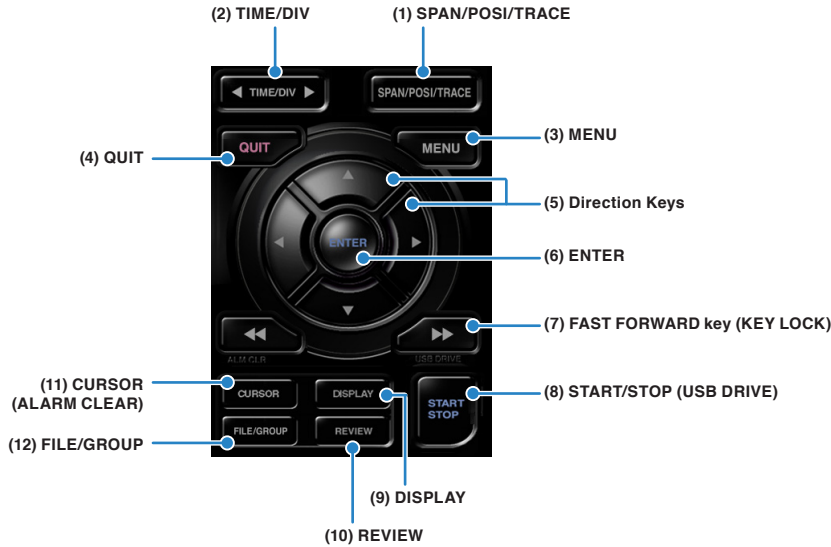 (2) TIME/DIV
(1) SPAN/POSI/TRACE
TIME/DIV
SPAN/POSI/TRACE
QUIT
MENU
(3) MENU
(4) QUIT
(5) Direction Keys
ENTER
(6) ENTER
(7) FAST FORWARD key (KEY LOCK)
ALM CLR
USB DRIVE
(11) CURSOR
(ALARM CLEAR)
CURSOR
DISPLAY
START
STOP
(8) START/STOP (USB DRIVE)
(12) FILE/GROUP
FILE/GROUP
REVIEW
(9) DISPLAY
(10) REVIEW